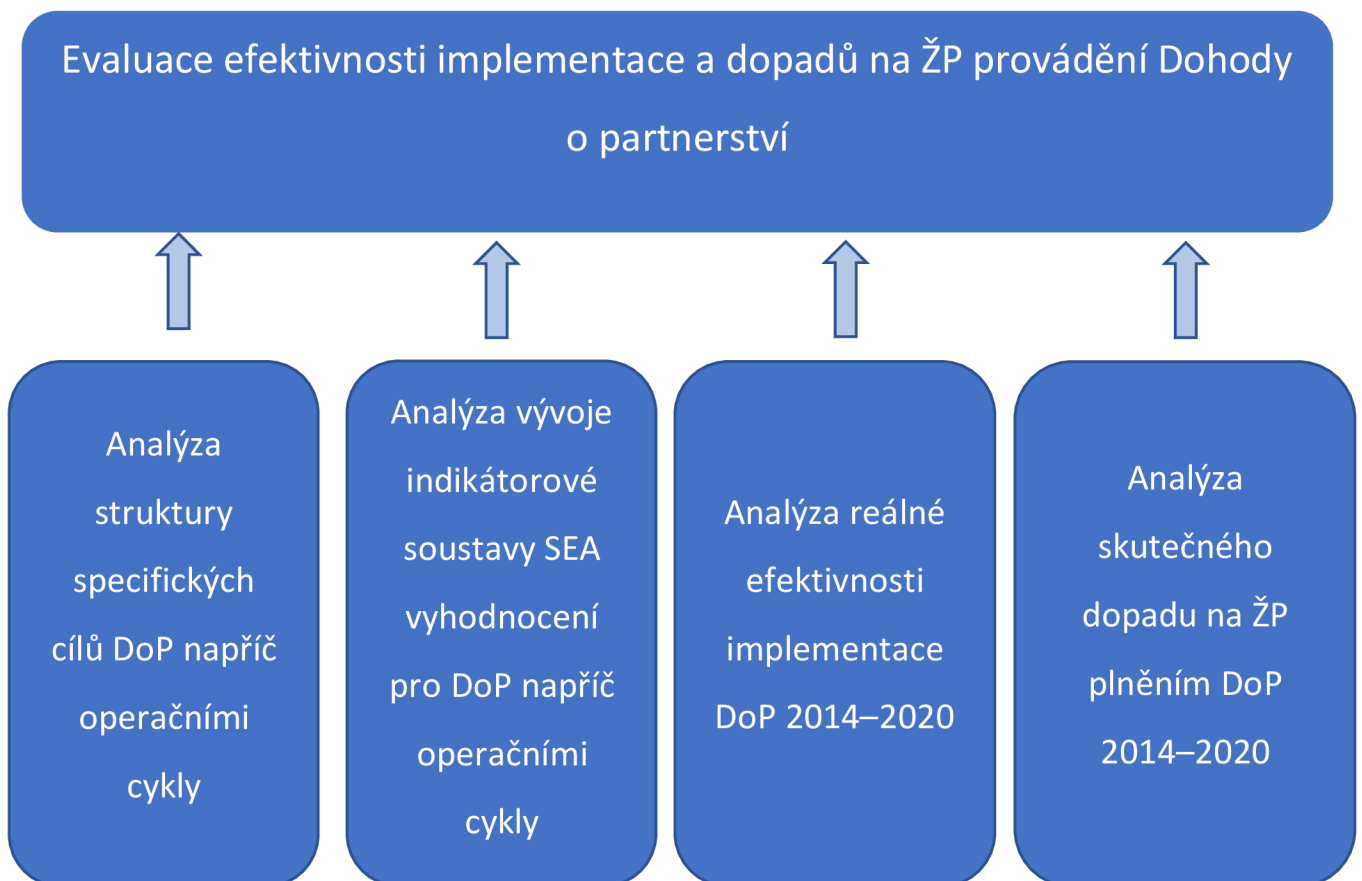 Evaluace efektivnosti implementace a dopadů na ŽP provádění Dohody
o partnerství
Analýza
struktury
specifických
cílů DoP napříč
operačními
cykly
Analýza vývoje
indikátorové
soustavy SEA
vyhodnocení
pro DoP napříč
operačními
cykly
Analýza reálné
efektivnosti
implementace
DoP 2014–2020
Analýza
skutečného
dopadu na ŽP
plněním DoP
2014–2020